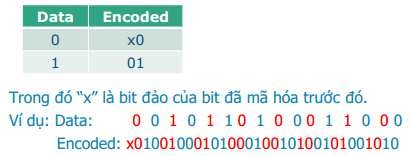 Data Encoded
0 x0
1 01
Trong đó “x” là bit đảo của bit đã mã hóa trước đó.
Ví dụ: Data: 0 0 1 0 1 1 0 1 0 0 0 1 1 0 0 0
Encoded: x0100100010100010010100101001010